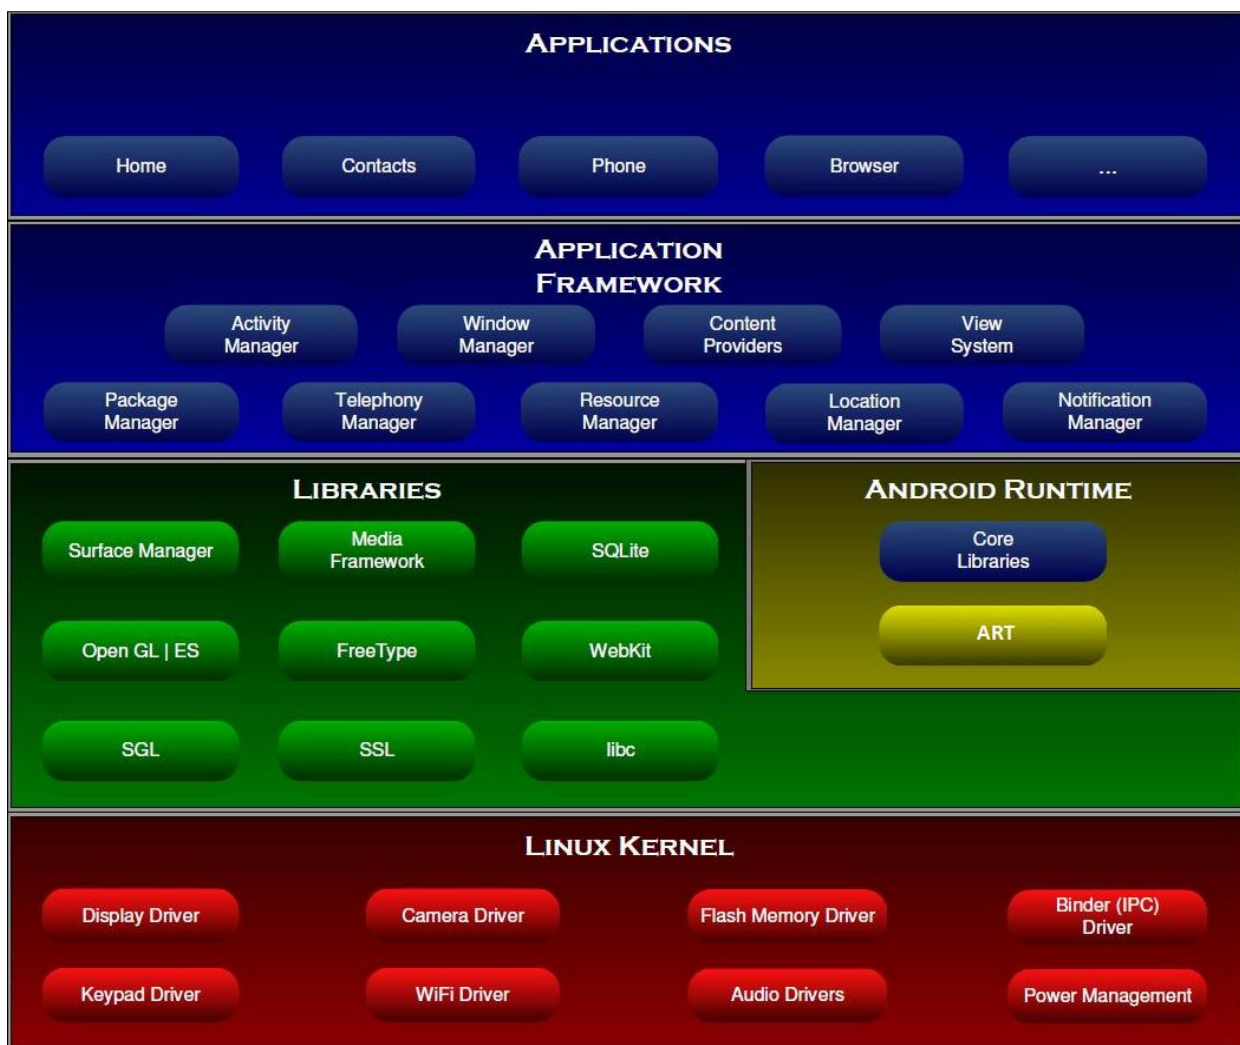 APPLICATIONS
Home
Contacts
Phone
Browser
...
APPLICATION
FRAMEWORK
Activity
Manager
Window
Manager
Content
Providers
View
System
Package
Manager
Telephony
Manager
Resource
Manager
Location
Manager
Notification
Manager
LIBRARIES
Surface Manager
Media
Framework
SQLite
Open GL | ES
FreeType
WebKit
SGL
SSL
libc
ANDROID RUNTIME
Core
Libraries
ART
LINUX KERNEL
Display Driver
Camera Driver
Flash Memory Driver
Binder (IPC)
Driver
Keypad Driver
WiFi Driver
Audio Drivers
Power Management